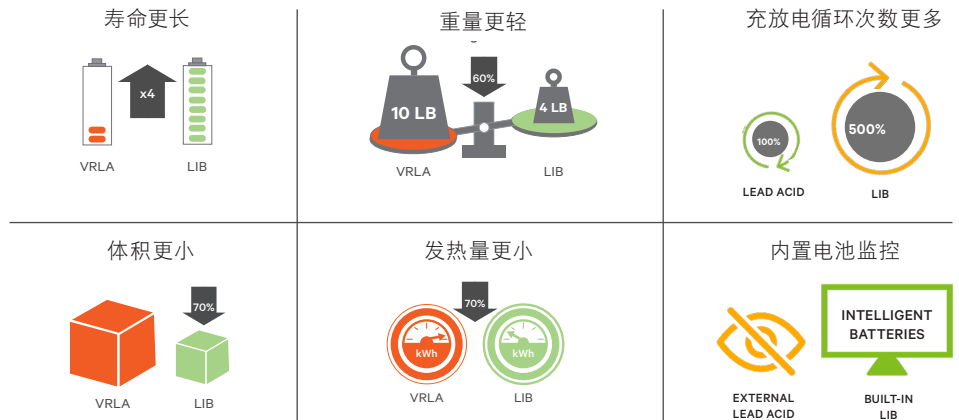 寿命更长
x4
VRLA
LIB
重量更轻
60%
10 LB
4 LB
VRLA
LIB
充放电循环次数更多
100%
500%
LEAD ACID
LIB
体积更小
70%
VRLA
LIB
发热量更小
70%
kWh
kWh
VRLA
LIB
内置电池监控
INTELLIGENT
BATTERIES
EXTERNAL
LEAD ACID
BUILT-IN
LIB